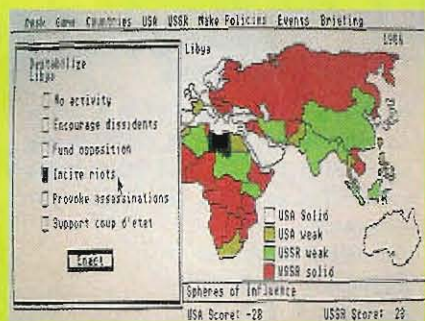 Desk Game Countries USA USSR Make Policies Events Briefing
Destabilize
Libya
No activity
Encourage dissidents
Fund opposition
Incite riots
Provoke assassinations
Support coup d'etat
Enact
Libya
USA Solid
USA weak
USSR weak
USSR solid
Spheres of Influence
USA Score: -28
USSR Score: 28